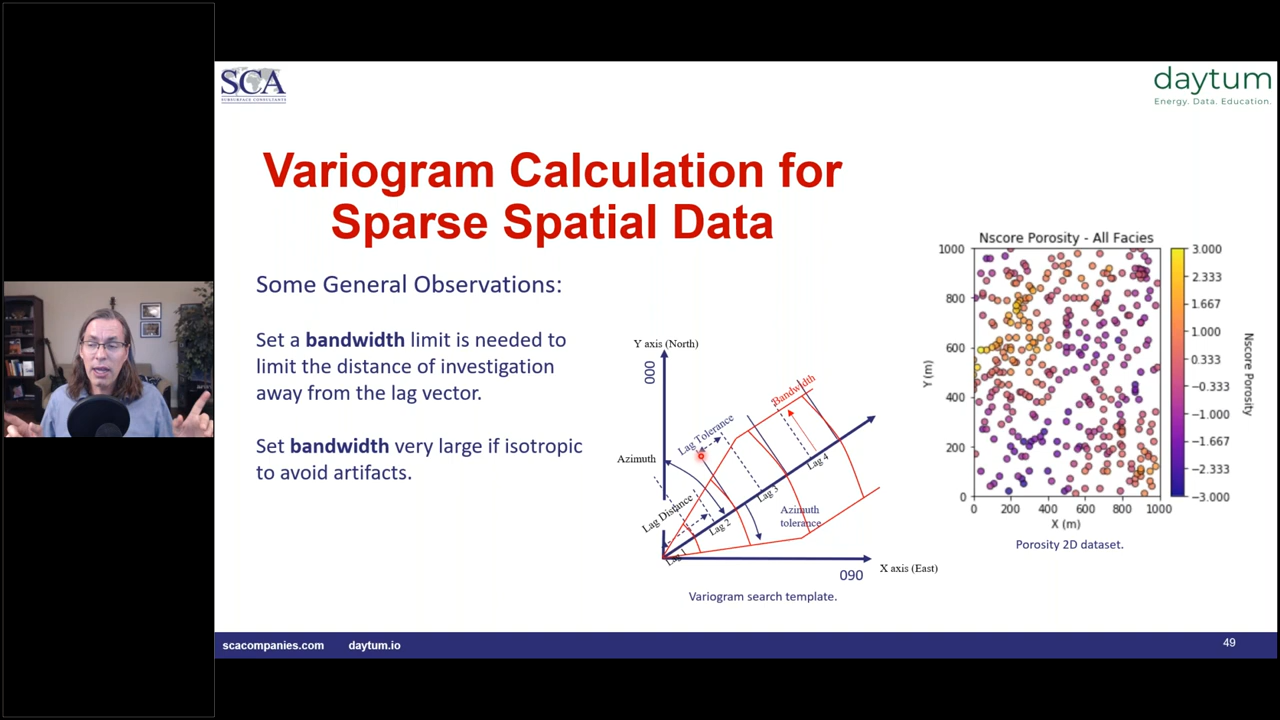 SCA
SUBSURFACE CONSULTANTS
daytum
Energy. Data. Education.
Variogram Calculation for
Sparse Spatial Data
Some General Observations:
Set a bandwidth limit is needed to
limit the distance of investigation
away from the lag vector.
Set bandwidth very large if isotropic
to avoid artifacts.
Y axis (North)
000
Azimuth
Lag Distance
Lag Tolerance
Bandwidth
Lag 1
Lag 2
Lag 3
Lag 4
Azimuth
tolerance
X axis (East)
090
Variogram search template.
Nscore Porosity - All Facies
1000
800
600
400
200
0
Y (m)
0 200 400 600 800 1000
X (m)
3.000
2.333
1.667
1.000
0.333
-0.333
-1.000
-1.667
-2.333
-3.000
Nscore Porosity
Porosity 2D dataset.
scacompanies.com daytum.io
49